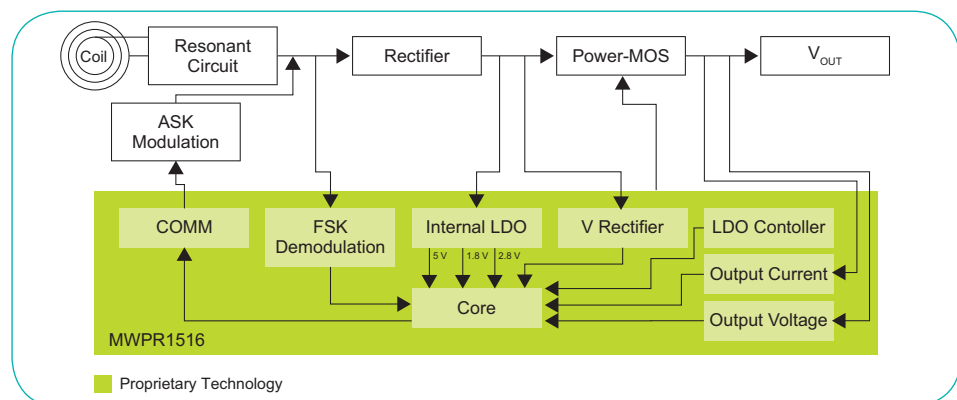 Coil
Resonant
Circuit
Rectifier
Power-MOS
VOUT
ASK
Modulation
COMM
FSK
Demodulation
Internal LDO
V Rectifier
LDO Contoller
5 V
1.8 V
2.8 V
Output Current
Core
Output Voltage
MWPR1516
Proprietary Technology